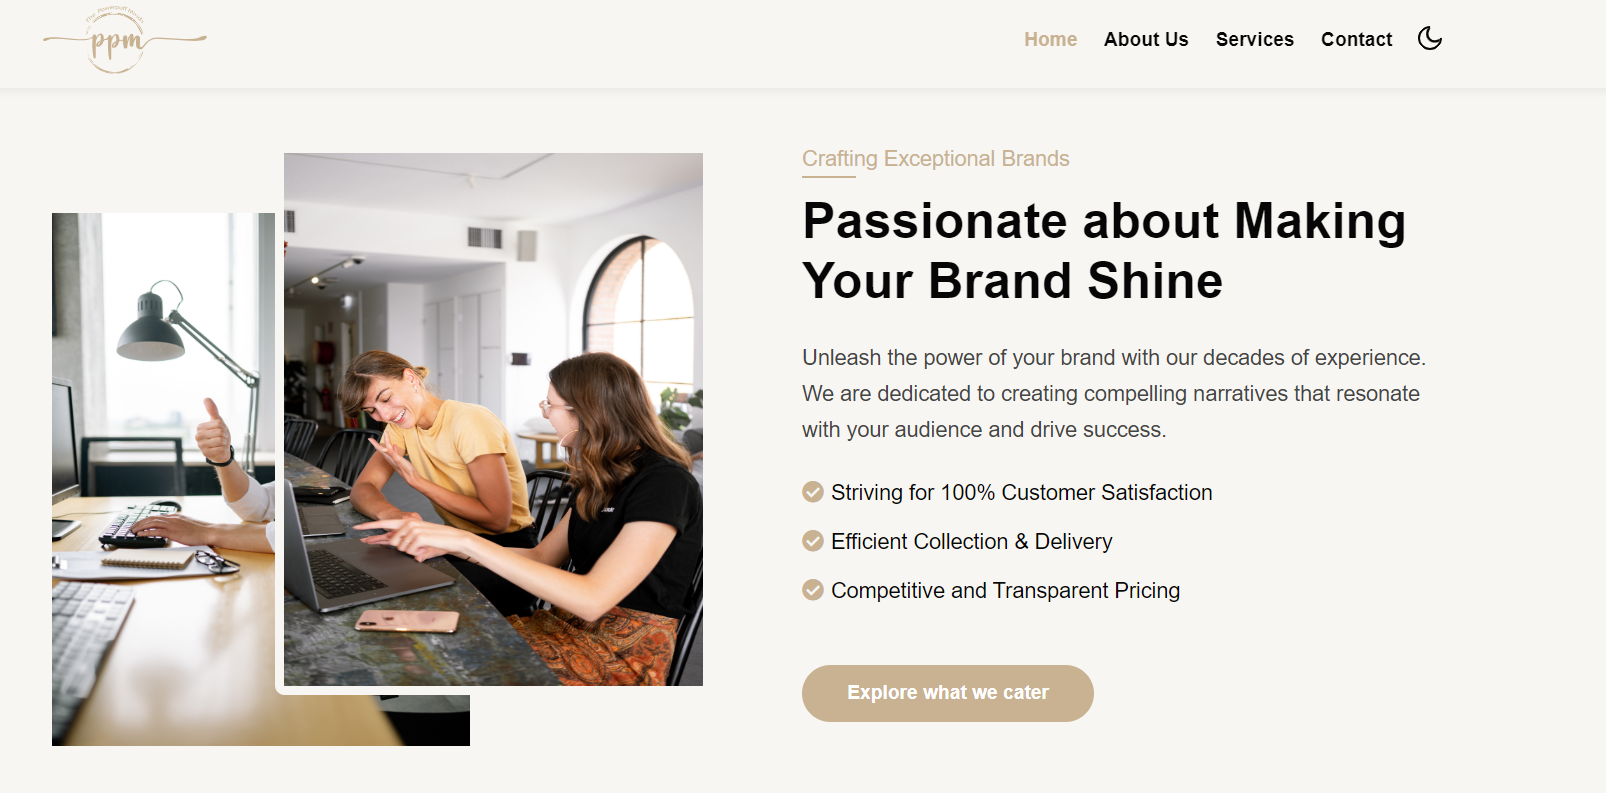 The Powerpuff Minds
ppm
Home About Us Services Contact
Crafting Exceptional Brands
Passionate about Making
Your Brand Shine
Unleash the power of your brand with our decades of experience.
We are dedicated to creating compelling narratives that resonate
with your audience and drive success.
Striving for 100% Customer Satisfaction
Efficient Collection & Delivery
Competitive and Transparent Pricing
Explore what we cater